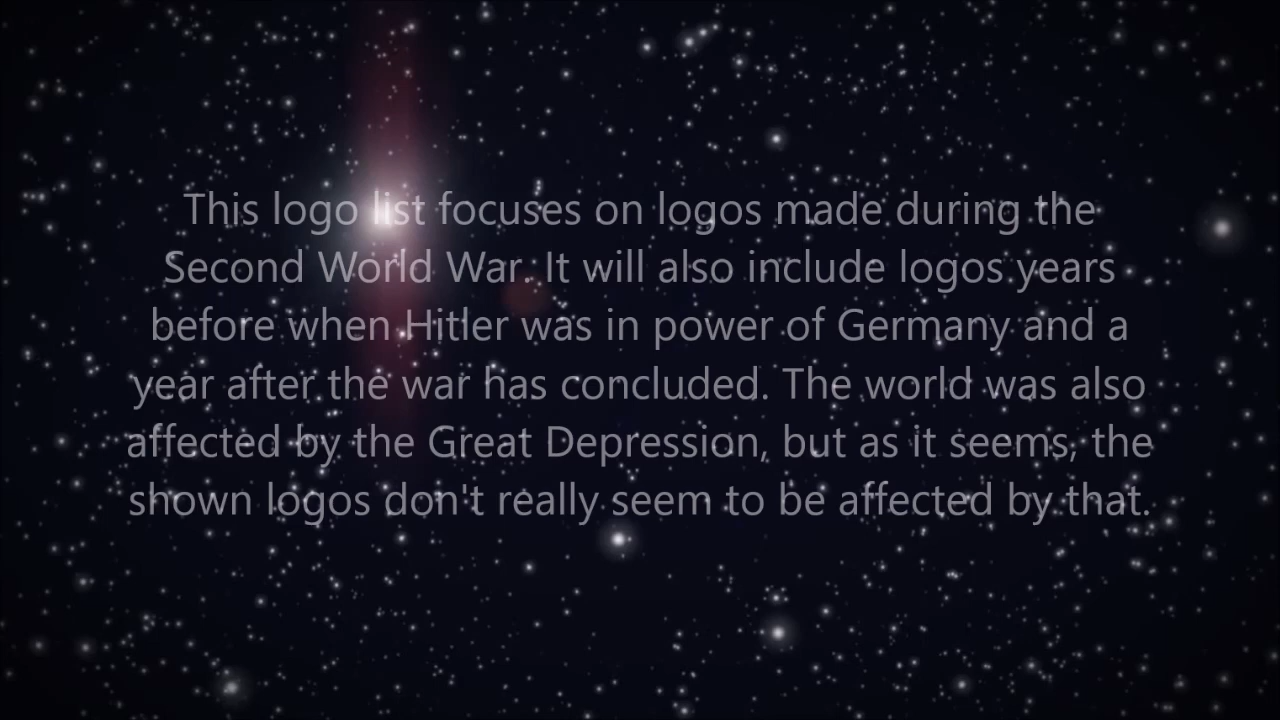 This logo list focuses on logos made during the
Second World War. It will also include logos years
before when Hitler was in power of Germany and a
year after the war has concluded. The world was also
affected by the Great Depression, but as it seems, the
shown logos don't really seem to be affected by that.